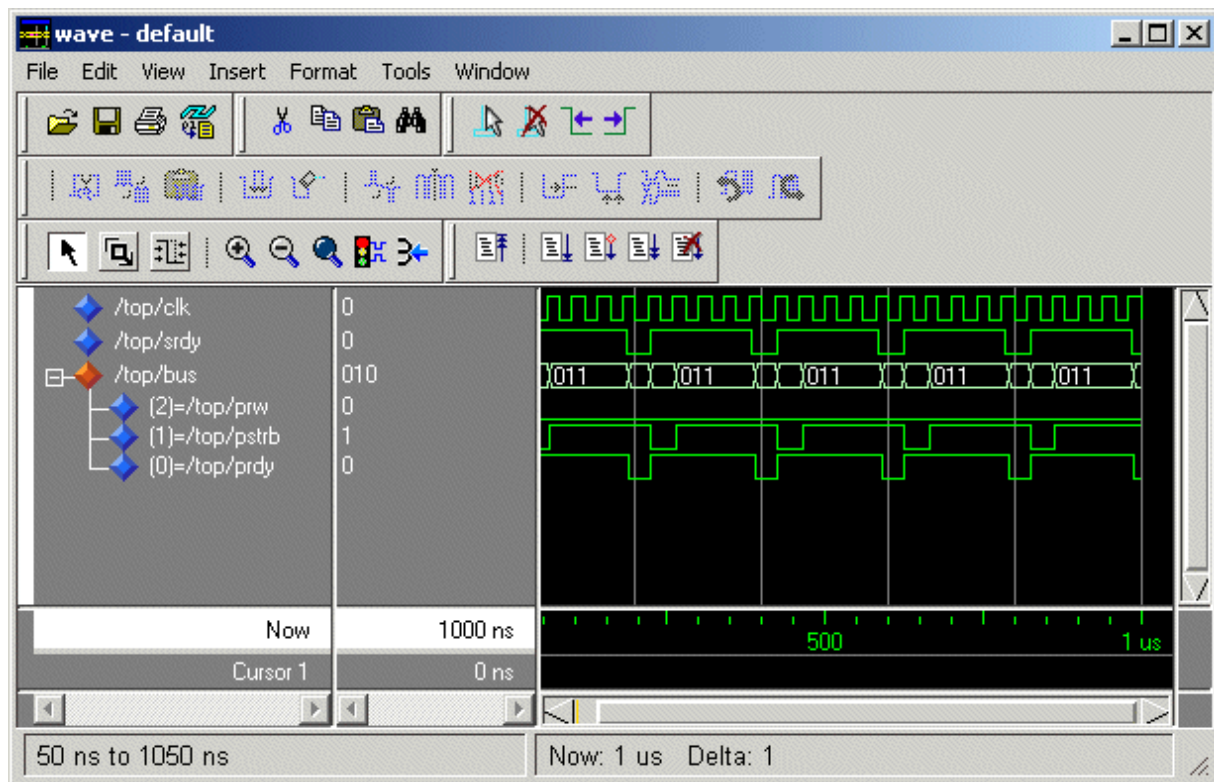 wave - default
File Edit View Insert Format Tools Window
/top/clk 0
/top/srdy 0
/top/bus 010 011 011 011 011 011
(2)=/top/prw 0
(1)=/top/pstrb 1
(0)=/top/prdy 0
Now 1000 ns 500 1 us
Cursor 1 0 ns
50 ns to 1050 ns Now: 1 us Delta: 1